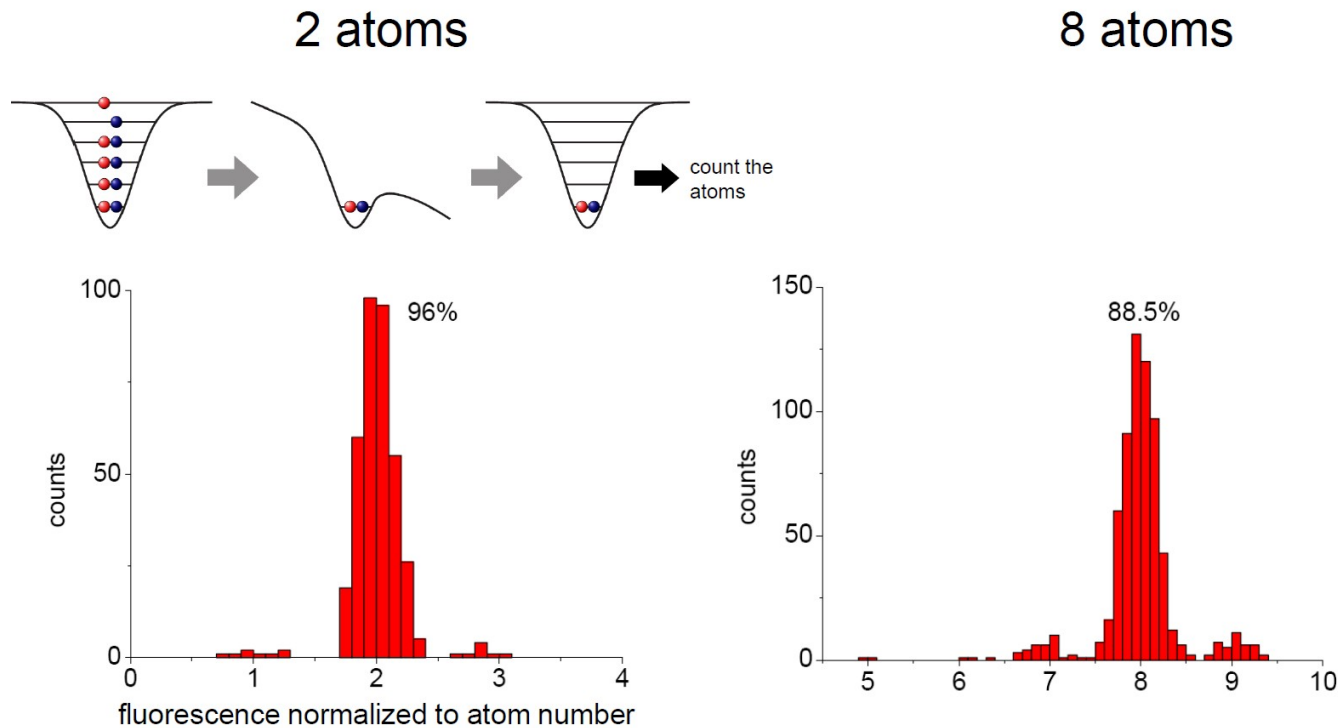 2 atoms
8 atoms
count the
atoms
100
50
0
counts
96%
0
1
2
3
4
fluorescence normalized to atom number
150
100
50
0
counts
88.5%
5
6
7
8
9
10